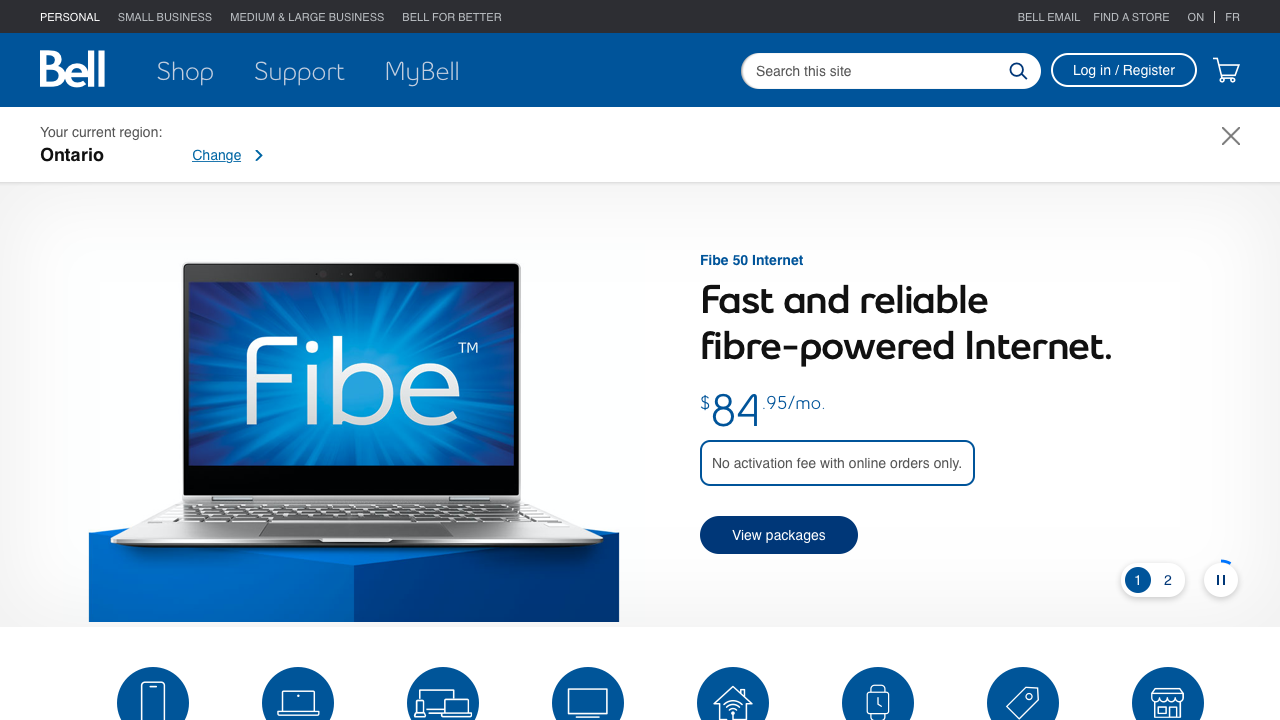 PERSONAL SMALL BUSINESS MEDIUM & LARGE BUSINESS BELL FOR BETTER BELL EMAIL FIND A STORE ON FR
Bell Shop Support MyBell Search this site Log in / Register
Your current region:
Ontario Change
Fibe 50 Internet
Fast and reliable
fibre-powered Internet.
$84.95/mo.
No activation fee with online orders only.
View packages
Fibe™
1 2